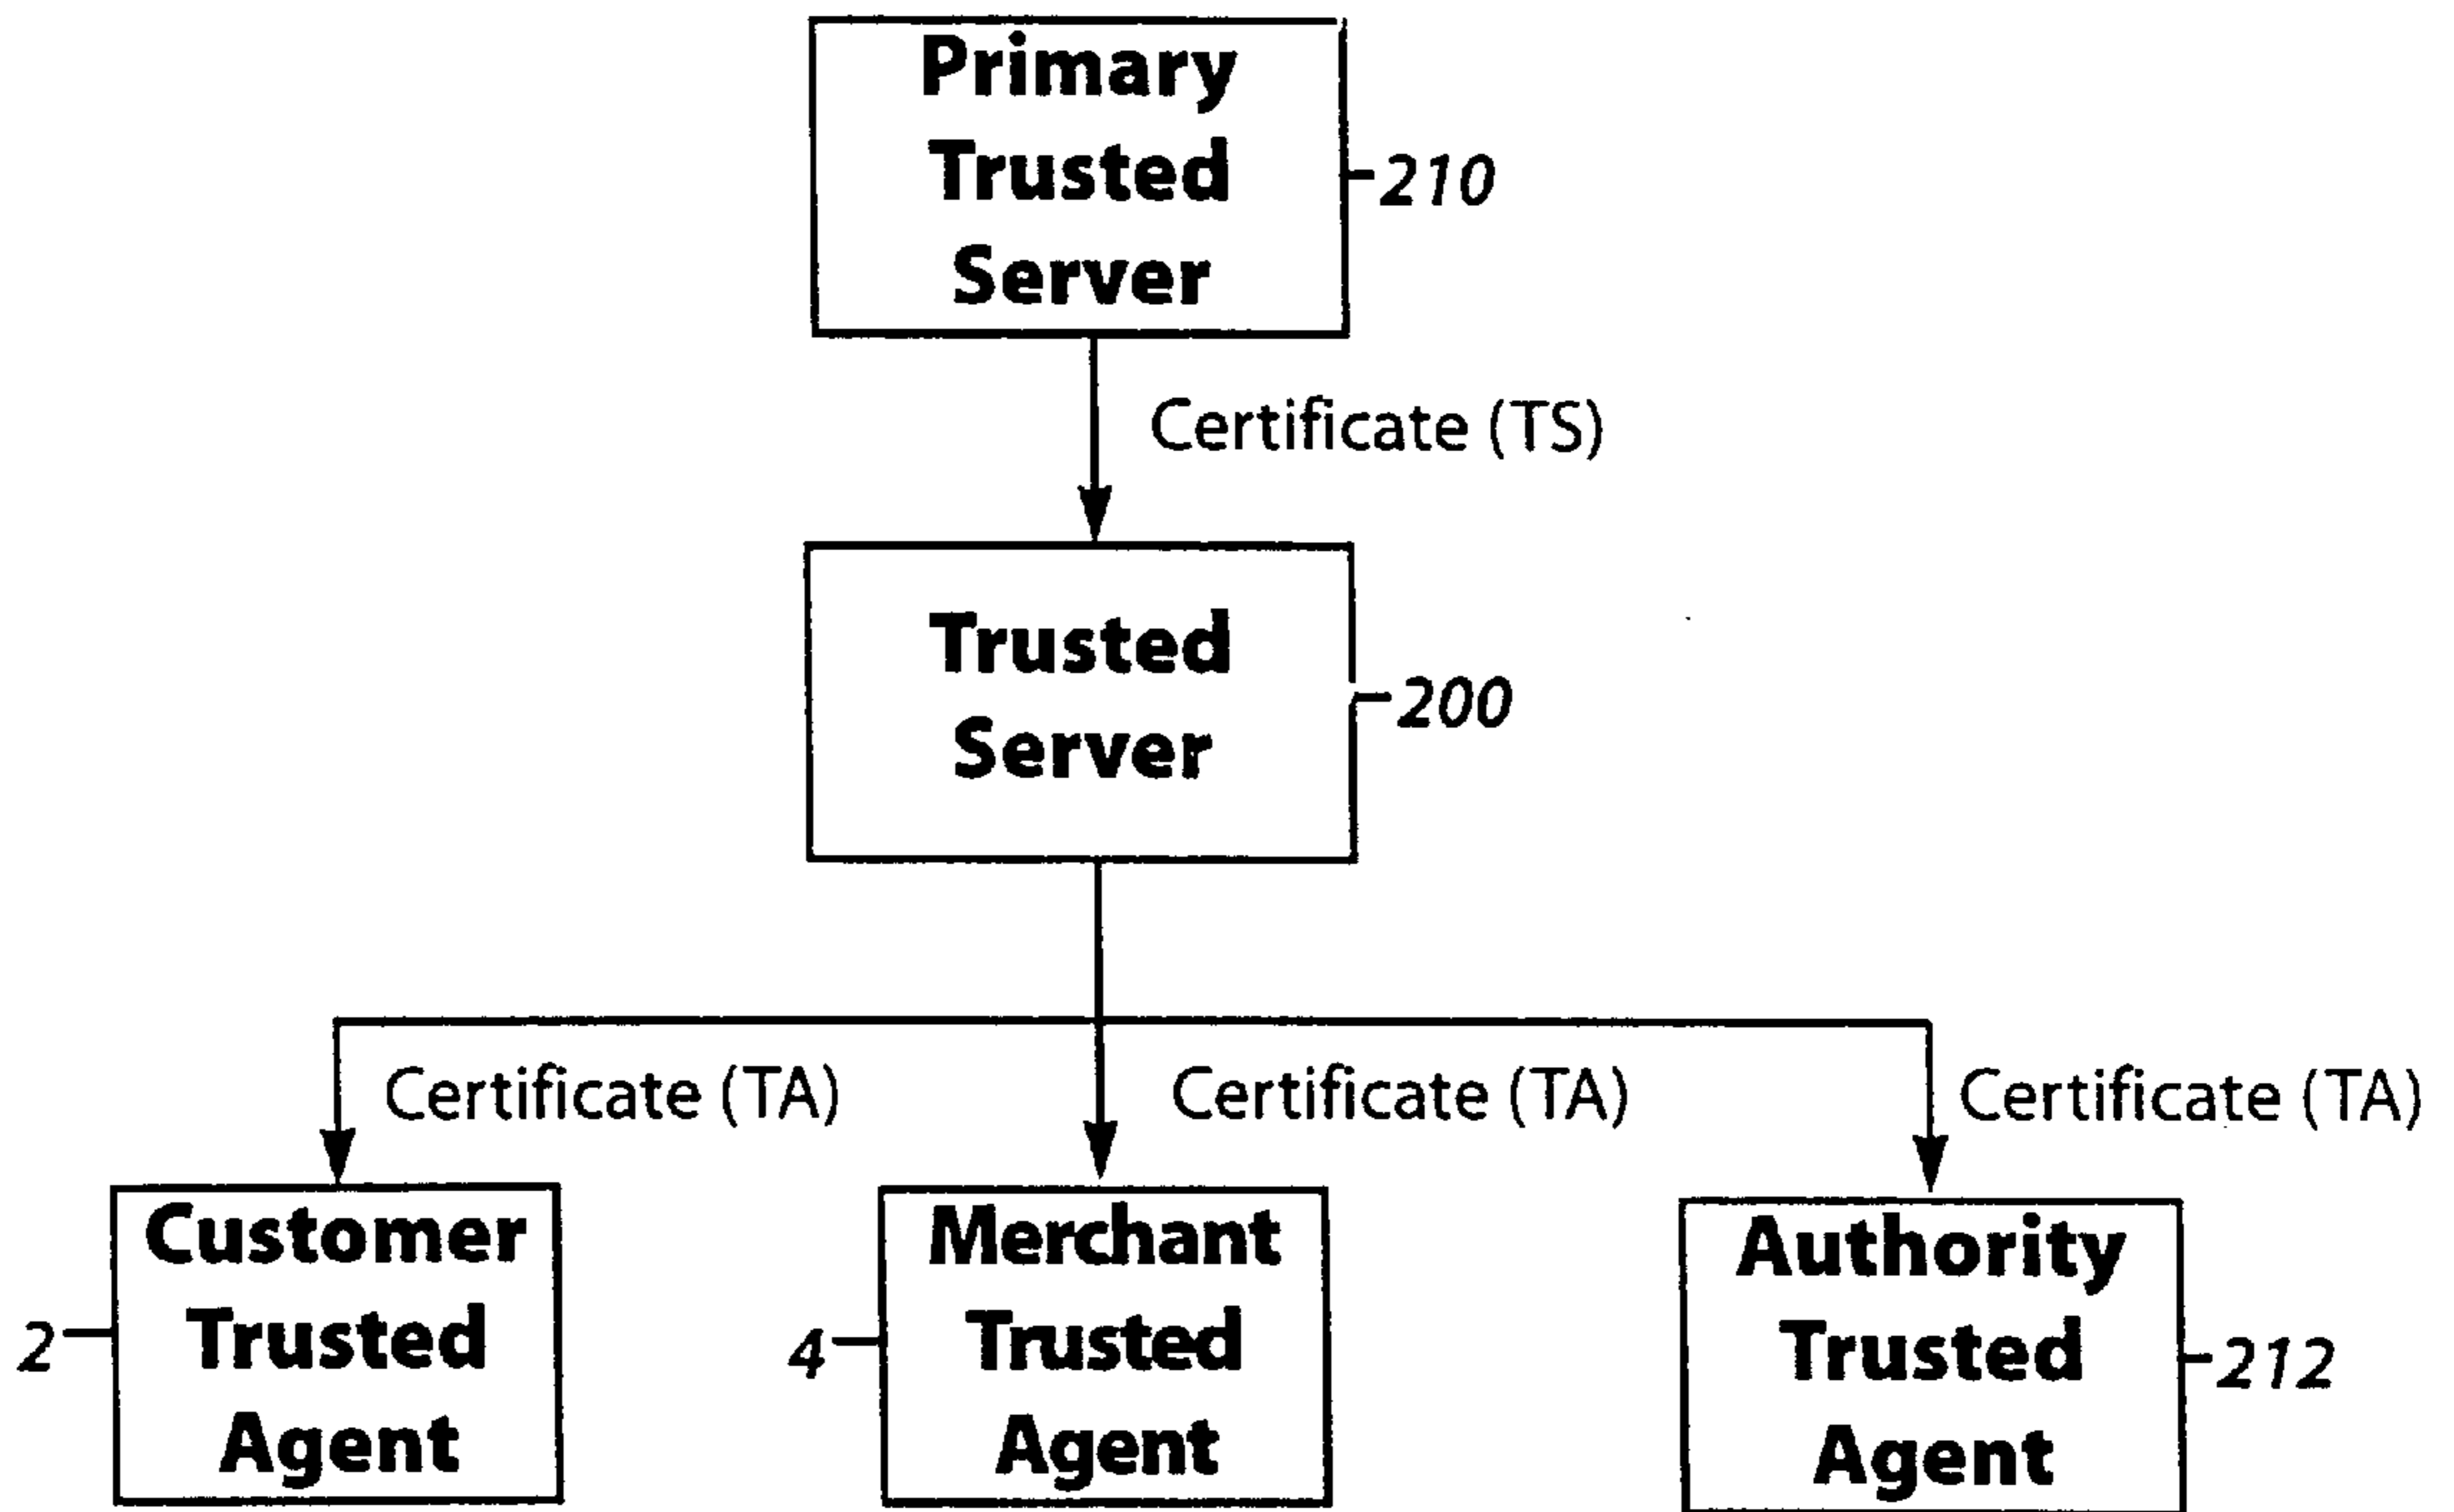 Primary
Trusted
Server
210
Certificate (TS)
Trusted
Server
200
Certificate (TA)
Certificate (TA)
Certificate (TA)
Customer
Trusted
Agent
2
Merchant
Trusted
Agent
4
Authority
Trusted
Agent
212